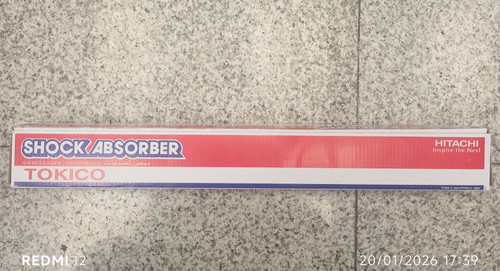 SHOCK ABSORBER
HITACHI
Inspire the Next
TOKICO
REDMI 12
20/01/2026 17:39